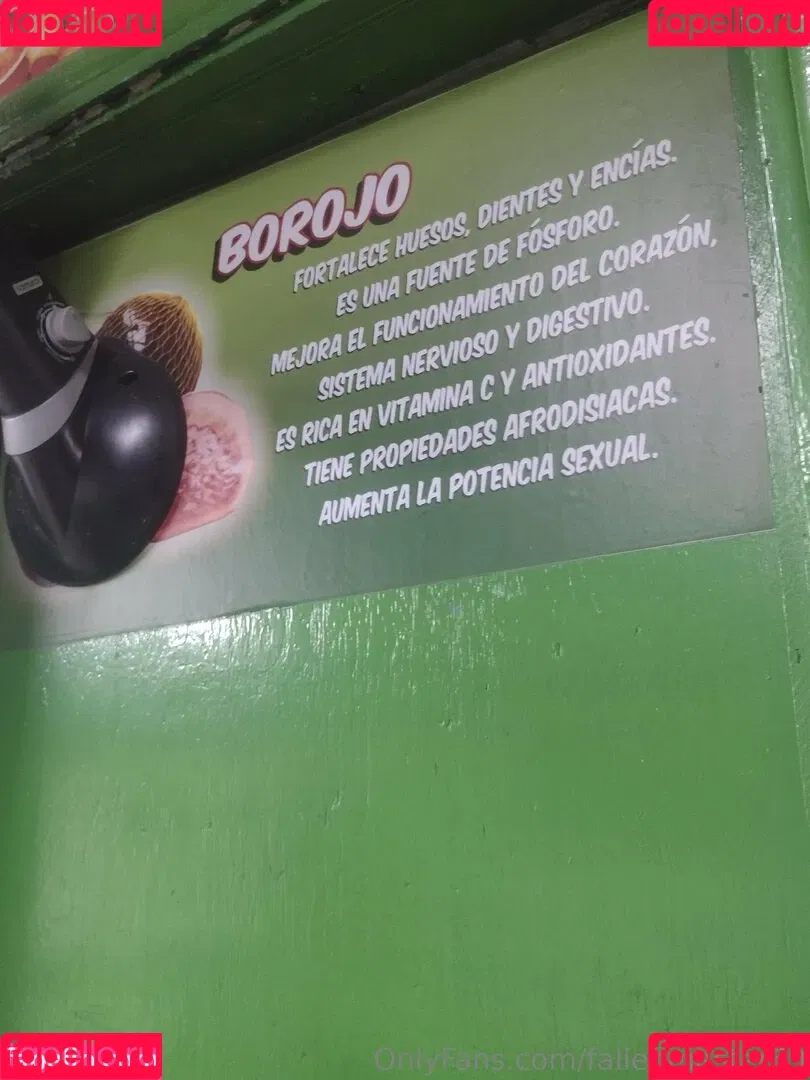 fapello.ru
fapello.ru
BOROJO
FORTALECE HUESOS, DIENTES Y ENCÍAS.
ES UNA FUENTE DE FÓSFORO.
MEJORA EL FUNCIONAMIENTO DEL CORAZÓN,
SISTEMA NERVIOSO Y DIGESTIVO.
ES RICA EN VITAMINA C Y ANTIOXIDANTES.
TIENE PROPIEDADES AFRODISIACAS.
AUMENTA LA POTENCIA SEXUAL.
fapello.ru
fapello.ru